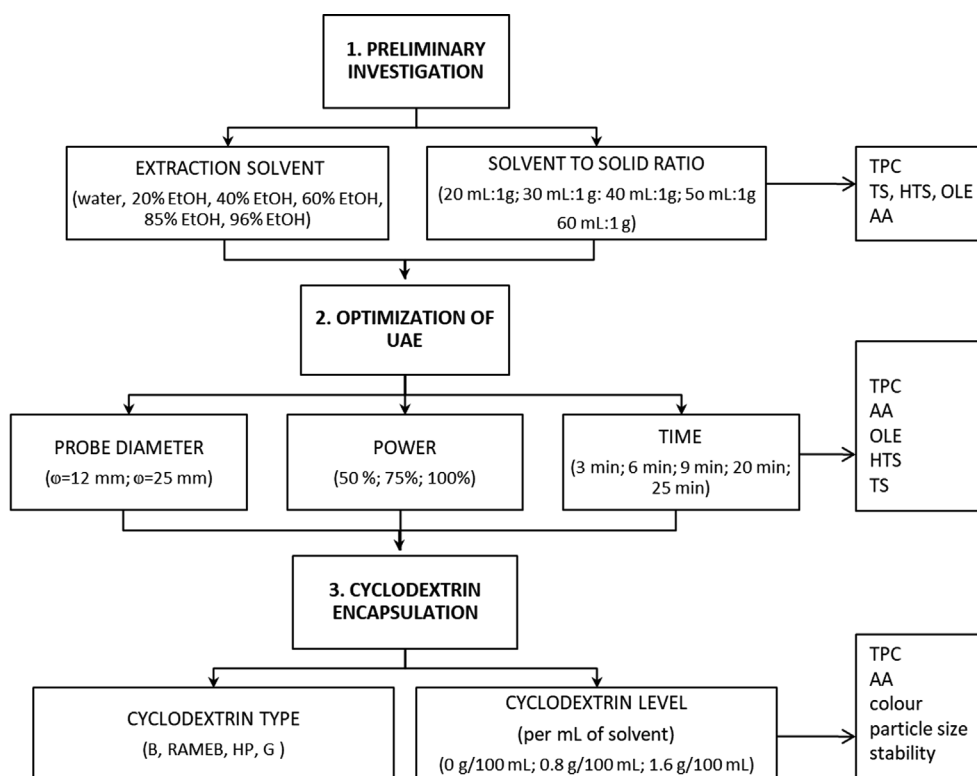 1. PRELIMINARY
INVESTIGATION
EXTRACTION SOLVENT
(water, 20% EtOH, 40% EtOH, 60% EtOH,
85% EtOH, 96% EtOH)
SOLVENT TO SOLID RATIO
(20 mL:1g; 30 mL:1 g: 40 mL:1g; 5o mL:1g
60 mL:1 g)
TPC
TS, HTS, OLE
AA
2. OPTIMIZATION OF
UAE
PROBE DIAMETER
(φ=12 mm; φ=25 mm)
POWER
(50 %; 75%; 100%)
TIME
(3 min; 6 min; 9 min; 20 min;
25 min)
TPC
AA
OLE
HTS
TS
3. CYCLODEXTRIN
ENCAPSULATION
CYCLODEXTRIN TYPE
(B, RAMEB, HP, G )
CYCLODEXTRIN LEVEL
(per mL of solvent)
(0 g/100 mL; 0.8 g/100 mL; 1.6 g/100 mL)
TPC
AA
colour
particle size
stability